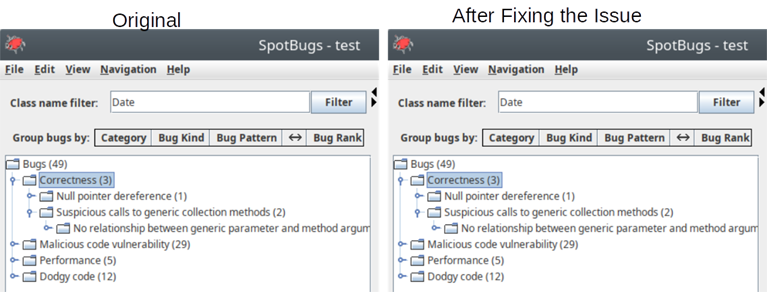 Original
SpotBugs - test
File Edit View Navigation Help
Class name filter: Date Filter
Group bugs by: Category Bug Kind Bug Pattern ↔ Bug Rank
Bugs (49)
Correctness (3)
Null pointer dereference (1)
Suspicious calls to generic collection methods (2)
No relationship between generic parameter and method argum
Malicious code vulnerability (29)
Performance (5)
Dodgy code (12)
After Fixing the Issue
SpotBugs - test
File Edit View Navigation Help
Class name filter: Date Filter
Group bugs by: Category Bug Kind Bug Pattern ↔ Bug Rank
Bugs (49)
Correctness (3)
Null pointer dereference (1)
Suspicious calls to generic collection methods (2)
No relationship between generic parameter and method argum
Malicious code vulnerability (29)
Performance (5)
Dodgy code (12)